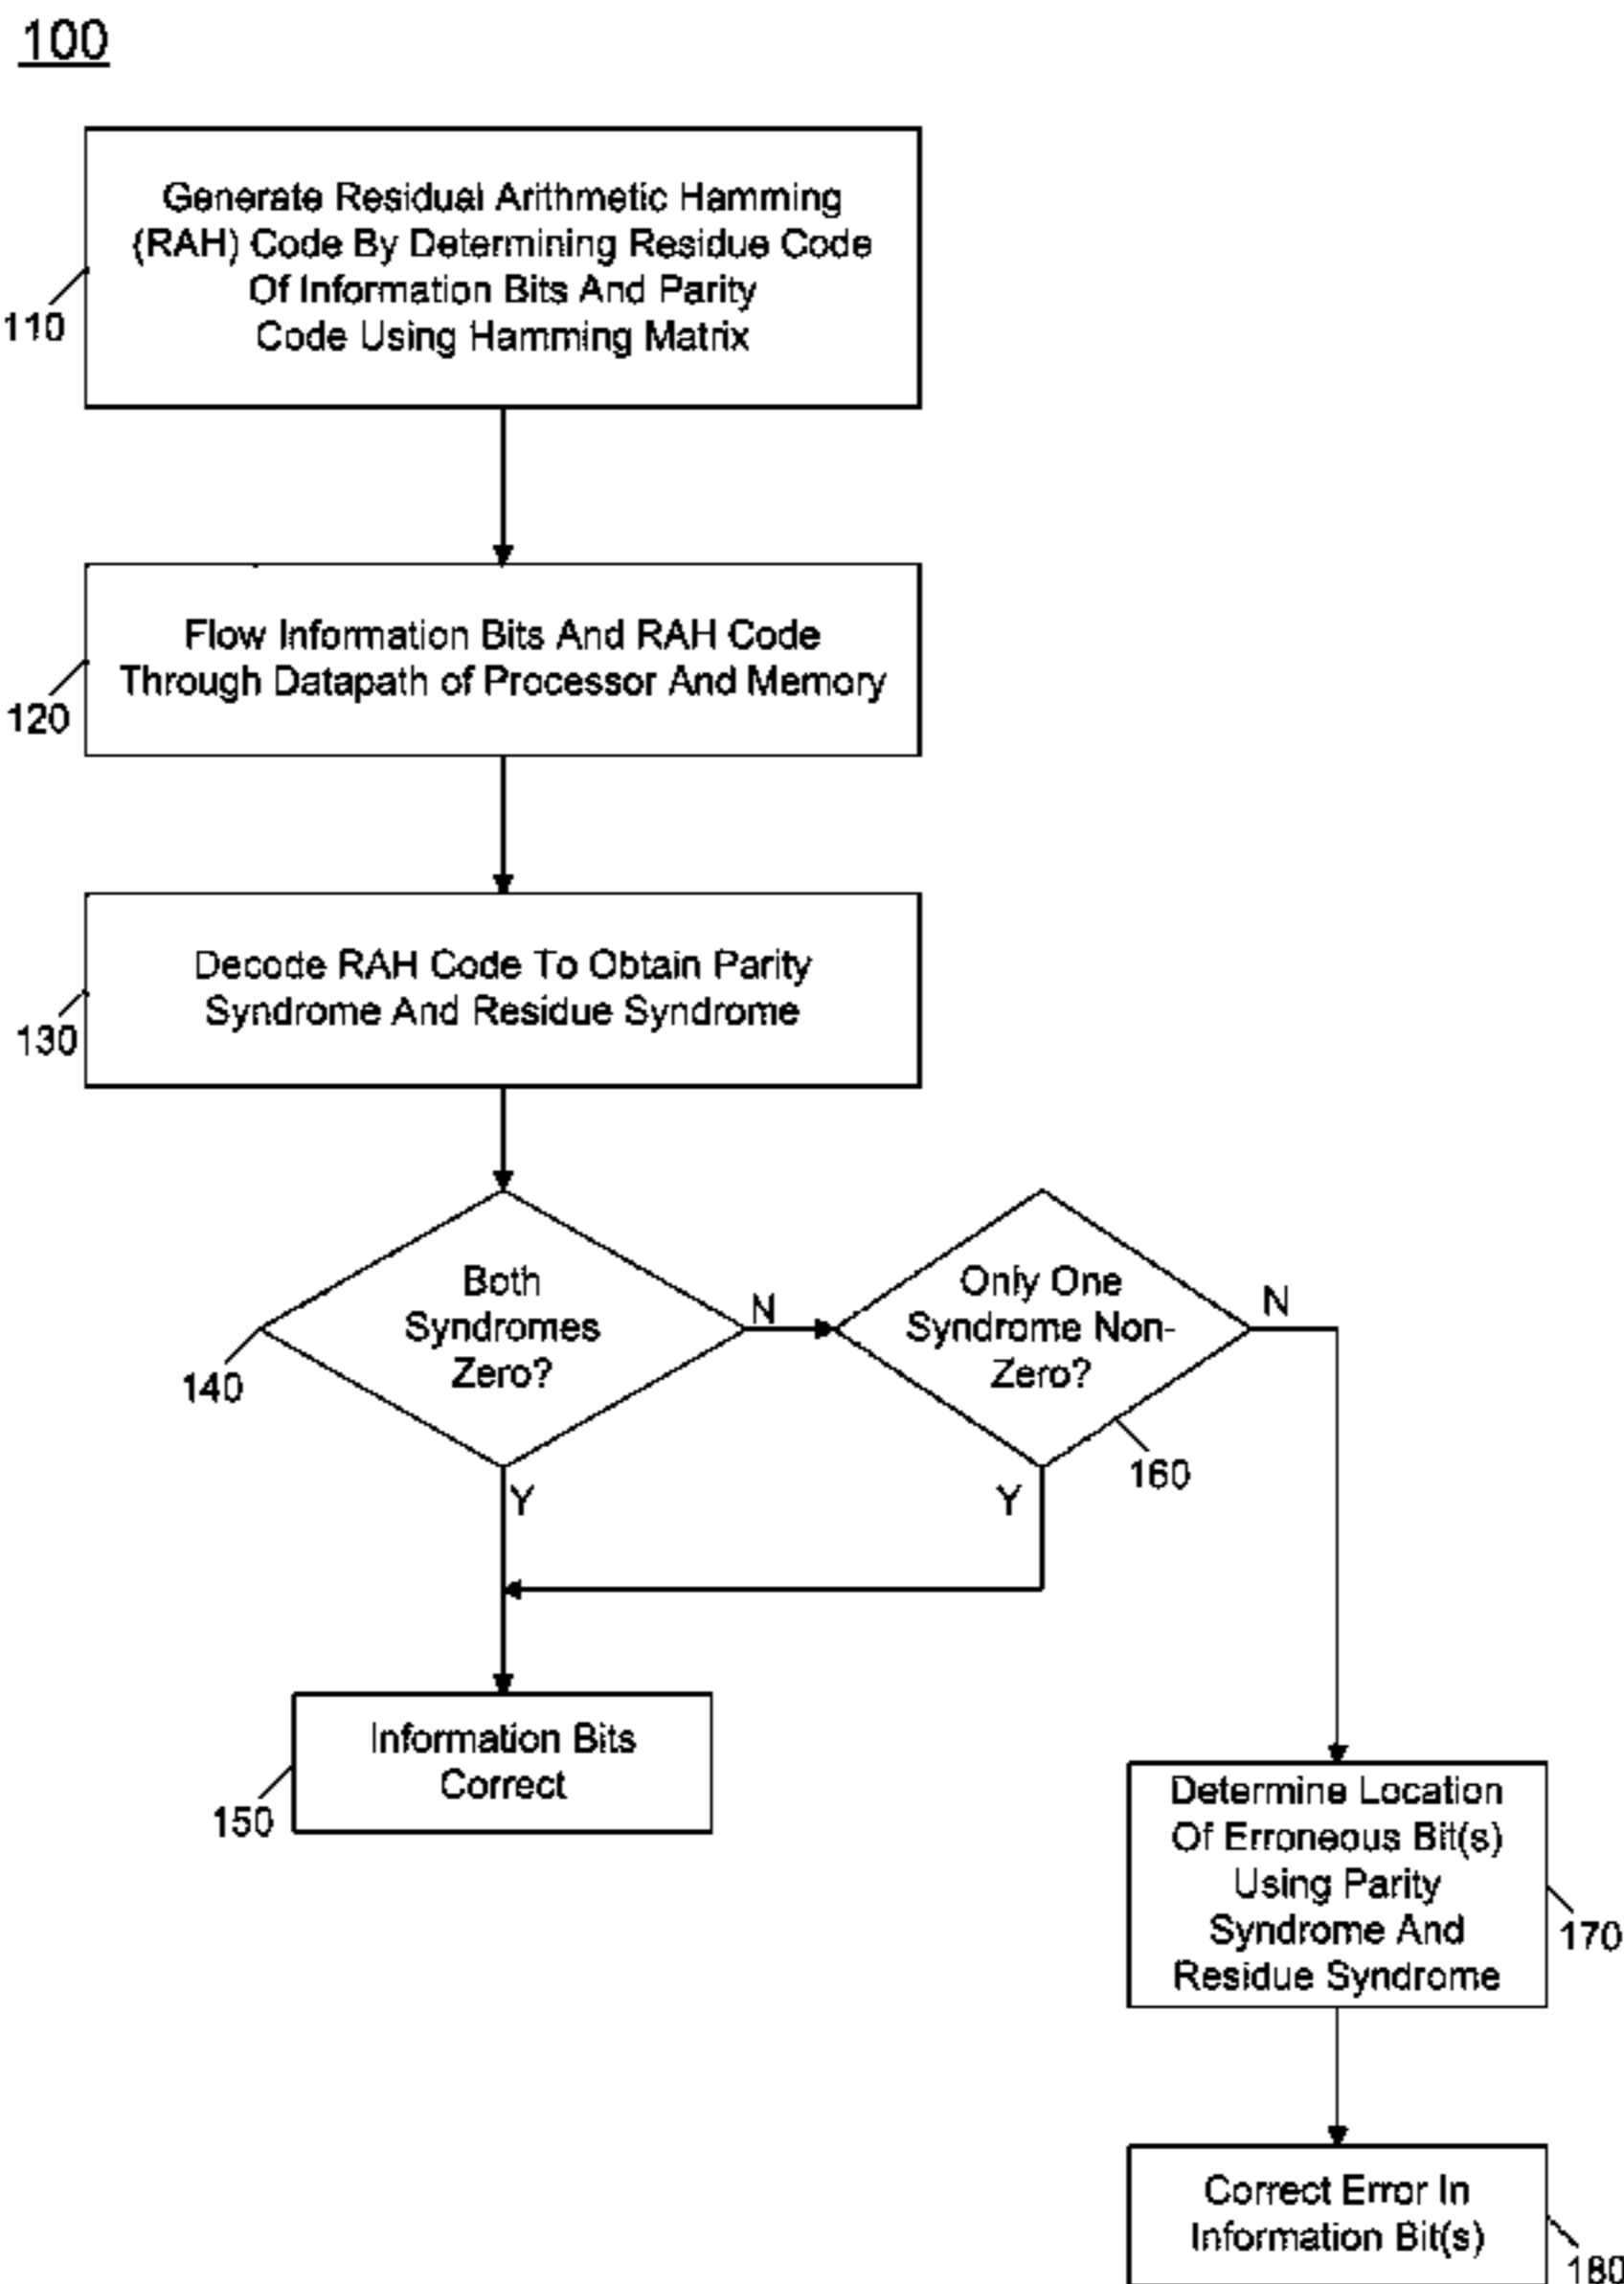 100
Generate Residual Arithmetic Hamming
(RAH) Code By Determining Residue Code
Of Information Bits And Parity
Code Using Hamming Matrix
110
Flow Information Bits And RAH Code
Through Datapath of Processor And Memory
120
Decode RAH Code To Obtain Parity
Syndrome And Residue Syndrome
130
Both
Syndromes
Zero?
140
N
Only One
Syndrome Non-
Zero?
N
160
Y
Y
Information Bits
Correct
150
Determine Location
Of Erroneous Bit(s)
Using Parity
Syndrome And
Residue Syndrome
170
Correct Error In
Information Bit(s)
180